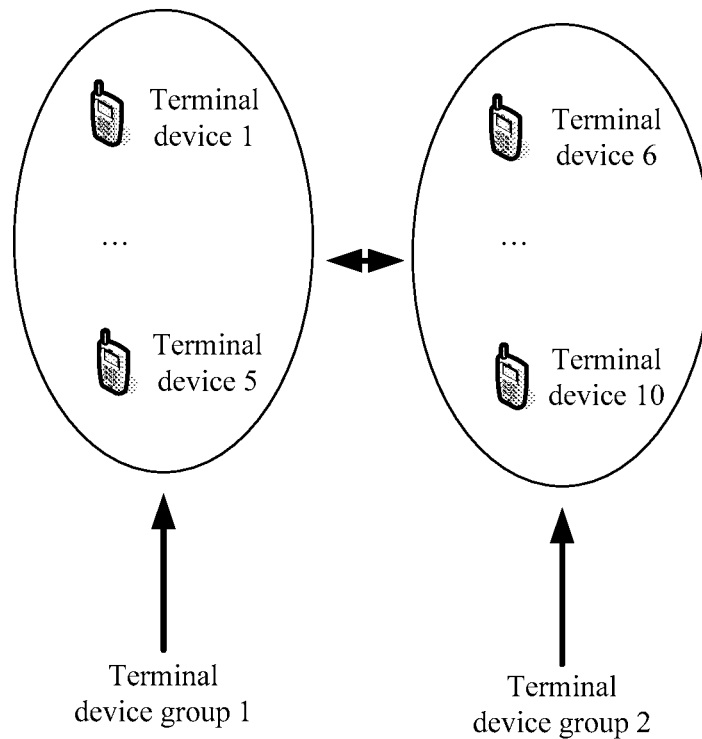 Terminal
device 1
...
Terminal
device 5
Terminal
device 6
...
Terminal
device 10
Terminal
device group 1
Terminal
device group 2